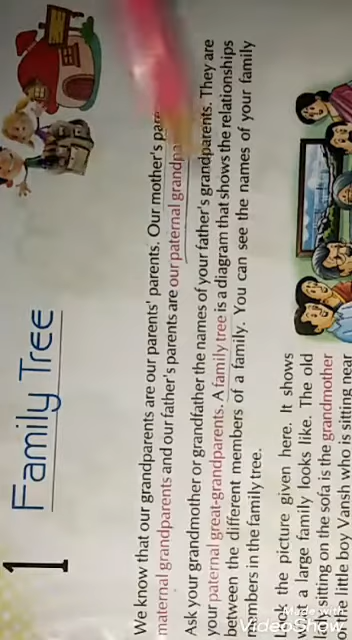 1
Family Tree
We know that our grandparents are our parents' parents. Our mother's
maternal grandparents and our father's parents are our paternal
Ask your grandmother or grandfather the names of your father's grandparents. They are
your paternal great-grandparents. A family tree is a diagram that shows the relationships
between the different members of a family. You can see the names of your family
in the family tree.
the picture given here. It shows
a large family looks like. The old
sitting on the sofa is the grandmother
little boy Vansh who is sitting near
Made With
VideoShow